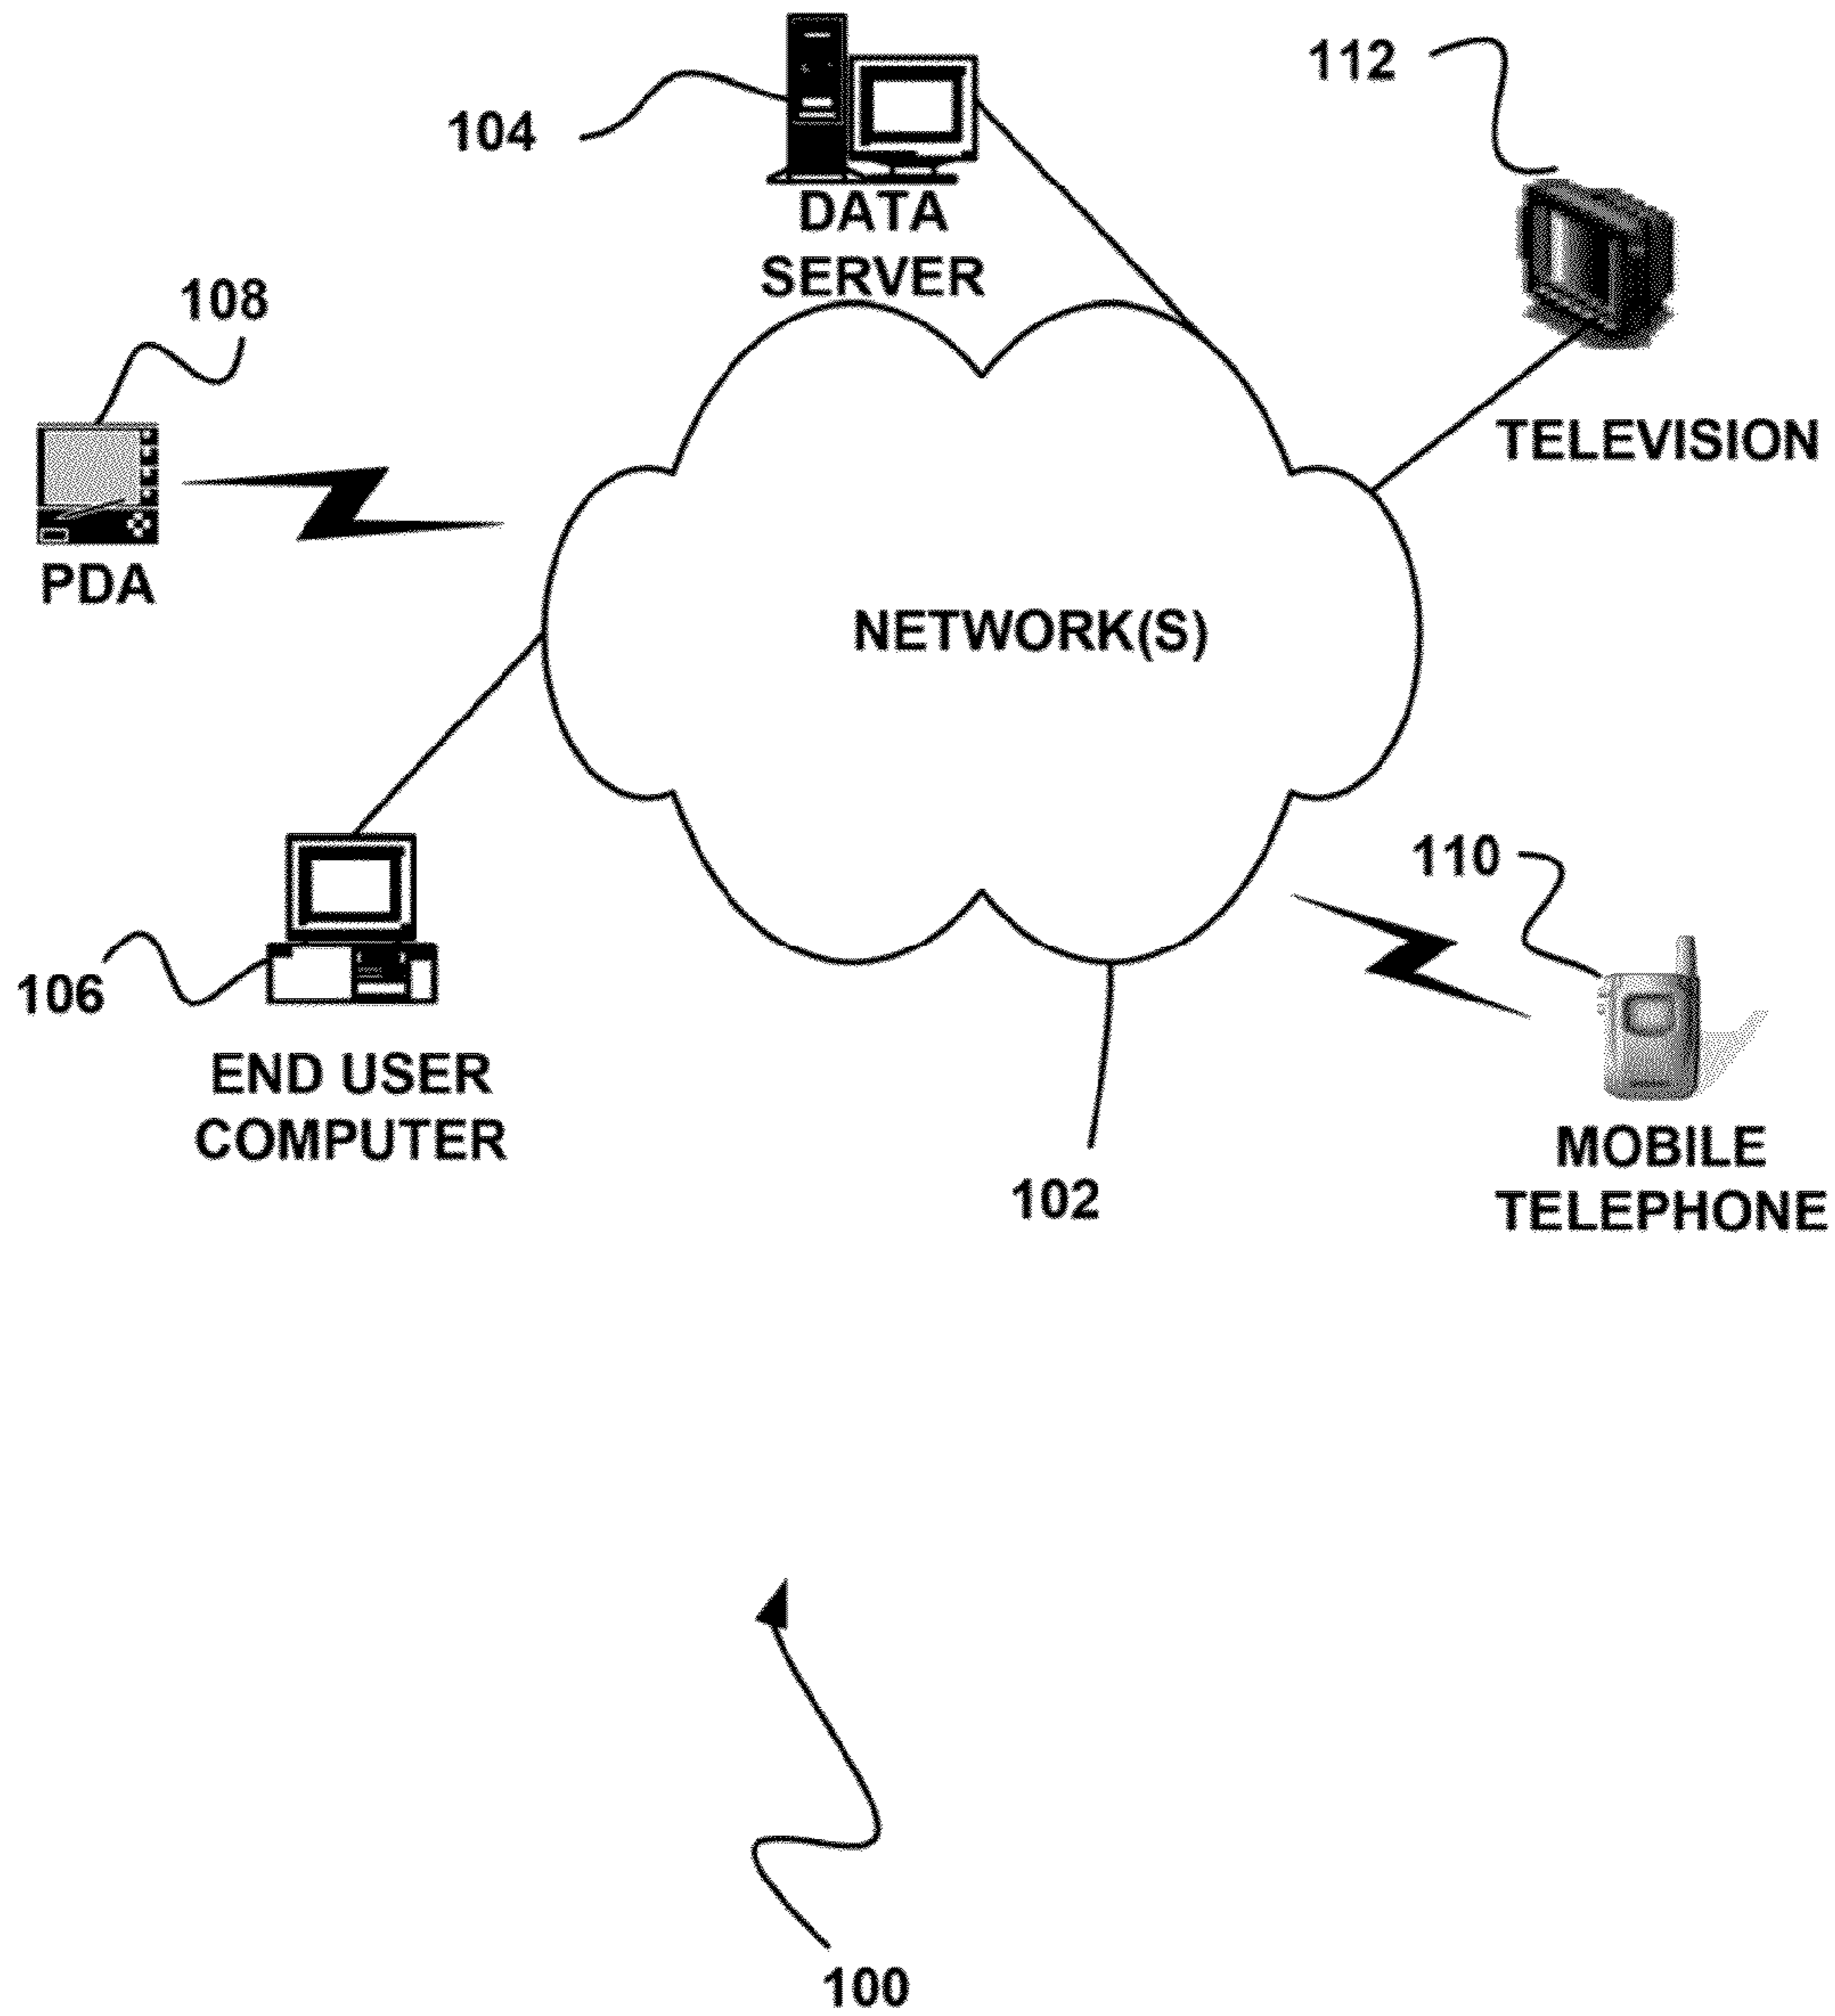 112
104
DATA
SERVER
108
TELEVISION
PDA
NETWORK(S)
110
106
END USER
COMPUTER
MOBILE
TELEPHONE
102
100